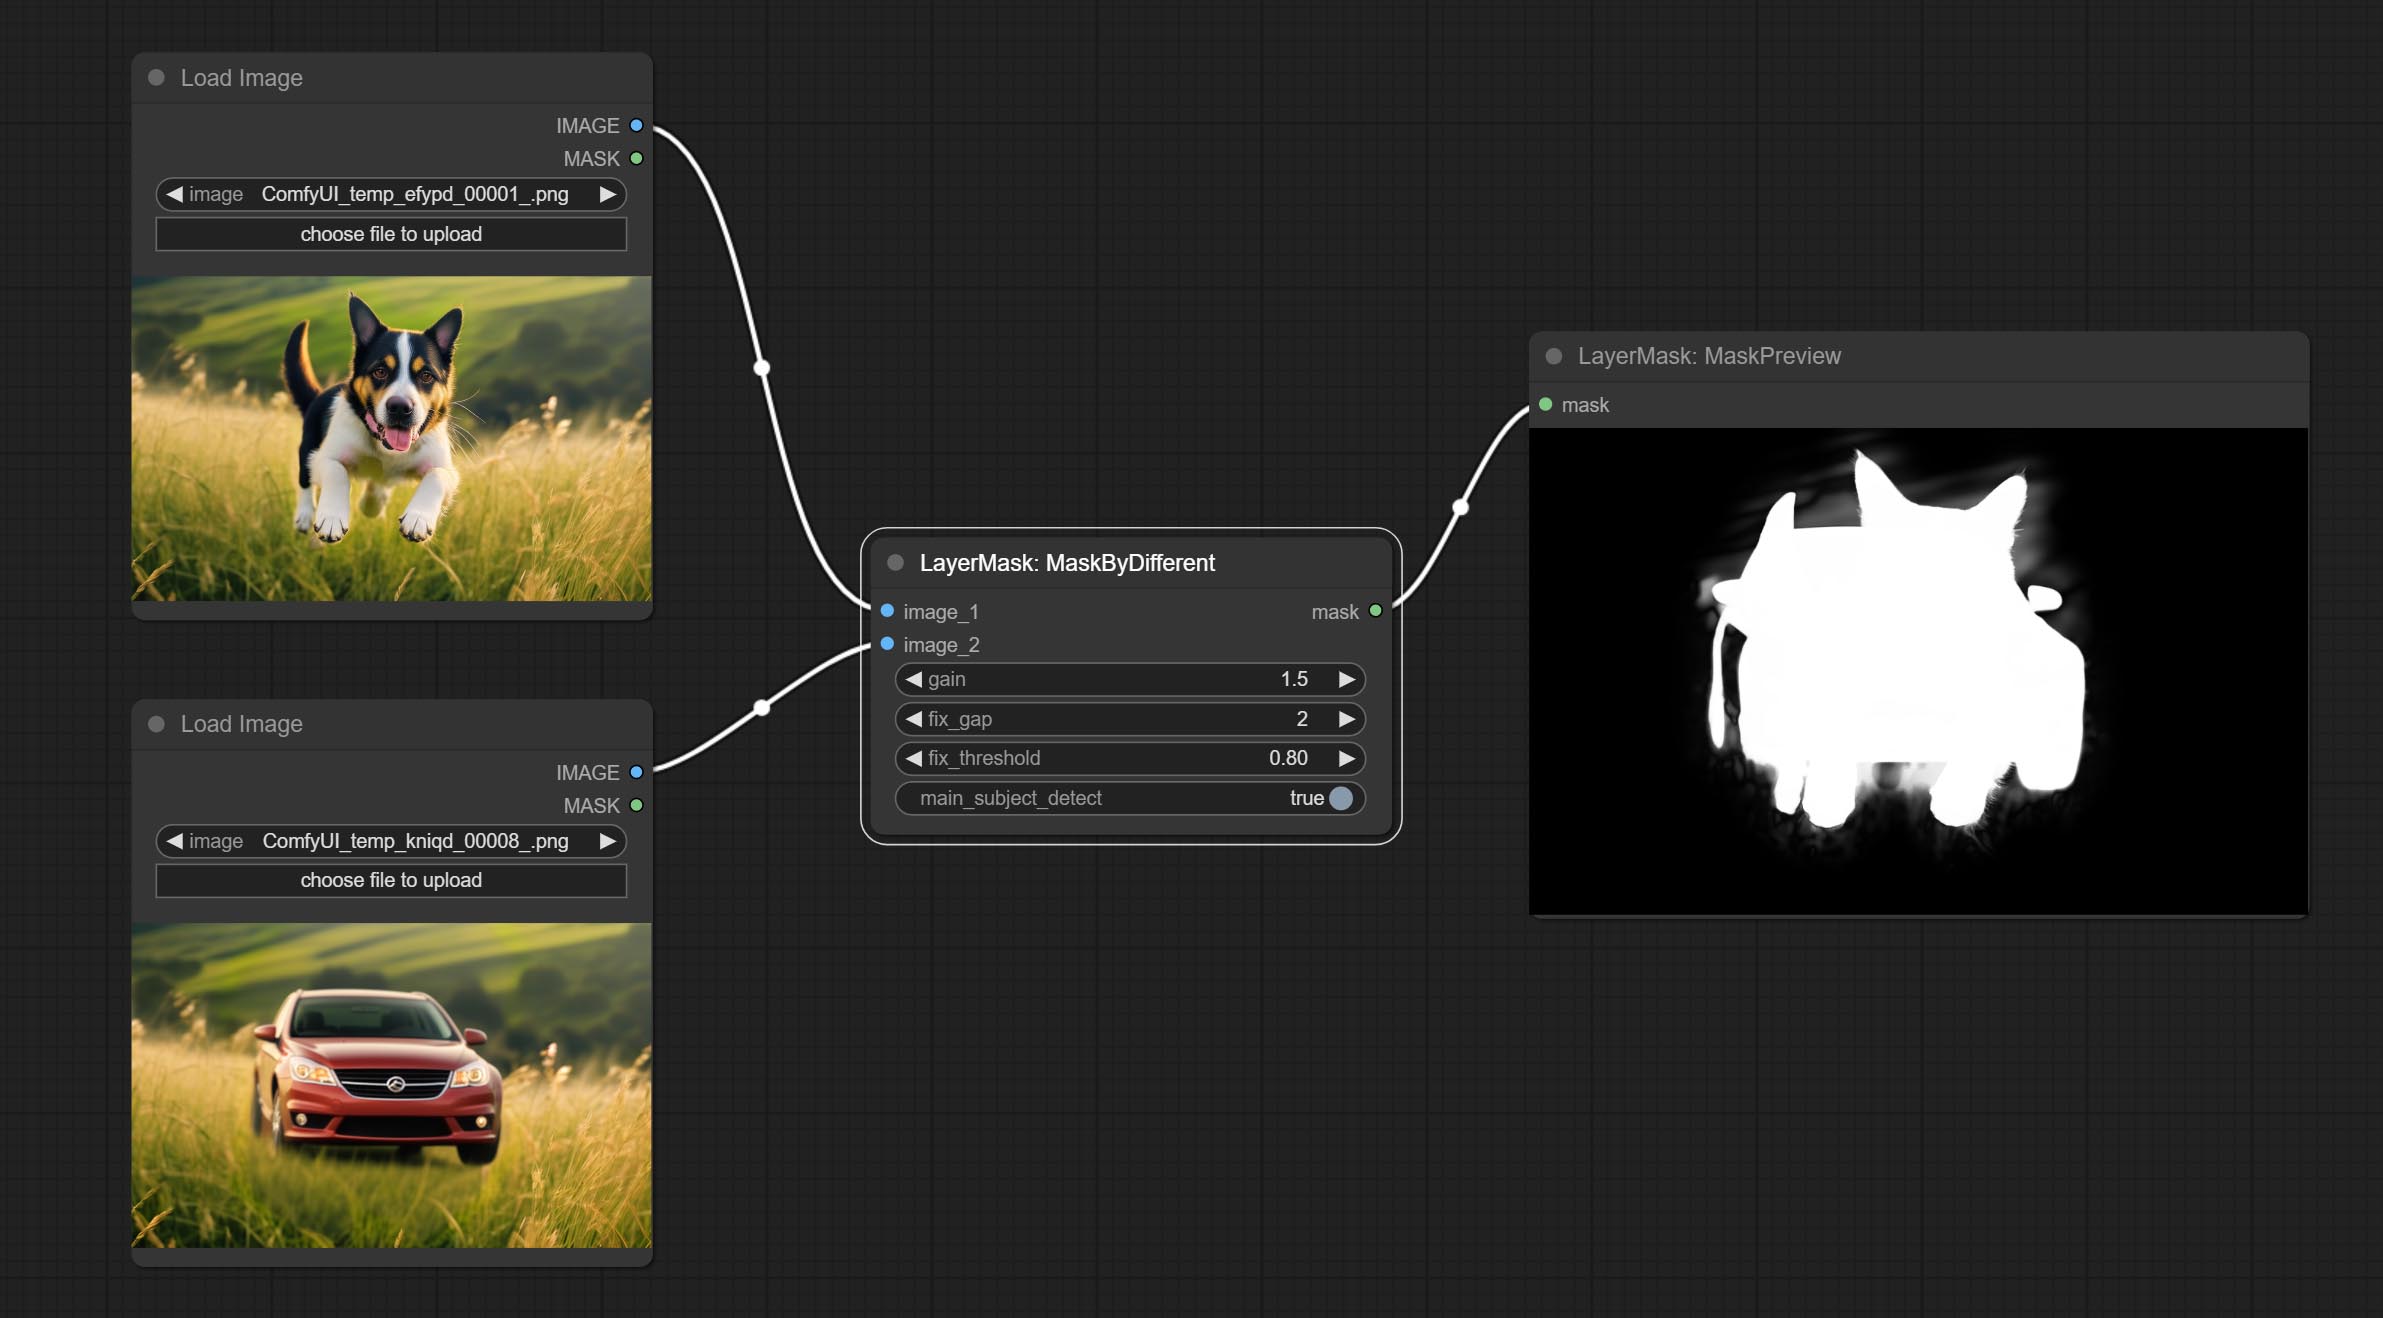 Load Image
IMAGE
MASK
image ComfyUI_temp_efypd_00001_.png
choose file to upload
Load Image
IMAGE
MASK
image ComfyUI_temp_kniqd_00008_.png
choose file to upload
LayerMask: MaskByDifferent
image_1 mask
image_2
gain 1.5
fix_gap 2
fix_threshold 0.80
main_subject_detect true
LayerMask: MaskPreview
mask